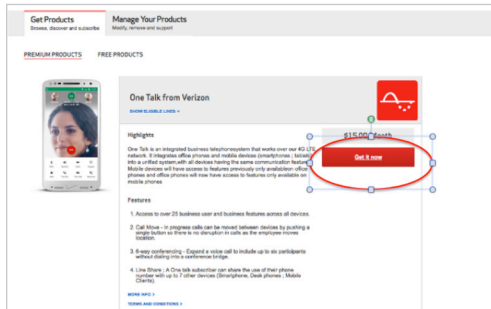 Get Products
Browse, discover and subscribe
Manage Your Products
Modify, remove and support
PREMIUM PRODUCTS
FREE PRODUCTS
One Talk from Verizon
SHOW ELIGIBLE LINES >
Highlights
$15.00 Month
One Talk is an integrated business telephonesystem that works over our 4G LTE
network. It integrates office phones and mobile devices (smartphones ; tablets)
into a unified system,with all devices having the same communication features
Mobile devices will have access to features previously only availableon office
phones and office phones will now have access to features only available on
mobile phones
Get it now
Features
1. Access to over 25 business user and business features across all devices.
2. Call Move - In progress calls can be moved between devices by pushing a
single button so there is no disruption in calls as the employee moves
location.
3. 6-way conferencing - Expand a voice call to include up to six participants
without dialing into a conference bridge.
4. Line Share ; A One talk subscriber can share the use of their phone
number with up to 7 other devices (Smartphone, Desk phones ; Mobile
Clients)
MORE INFO >
TERMS AND CONDITIONS >